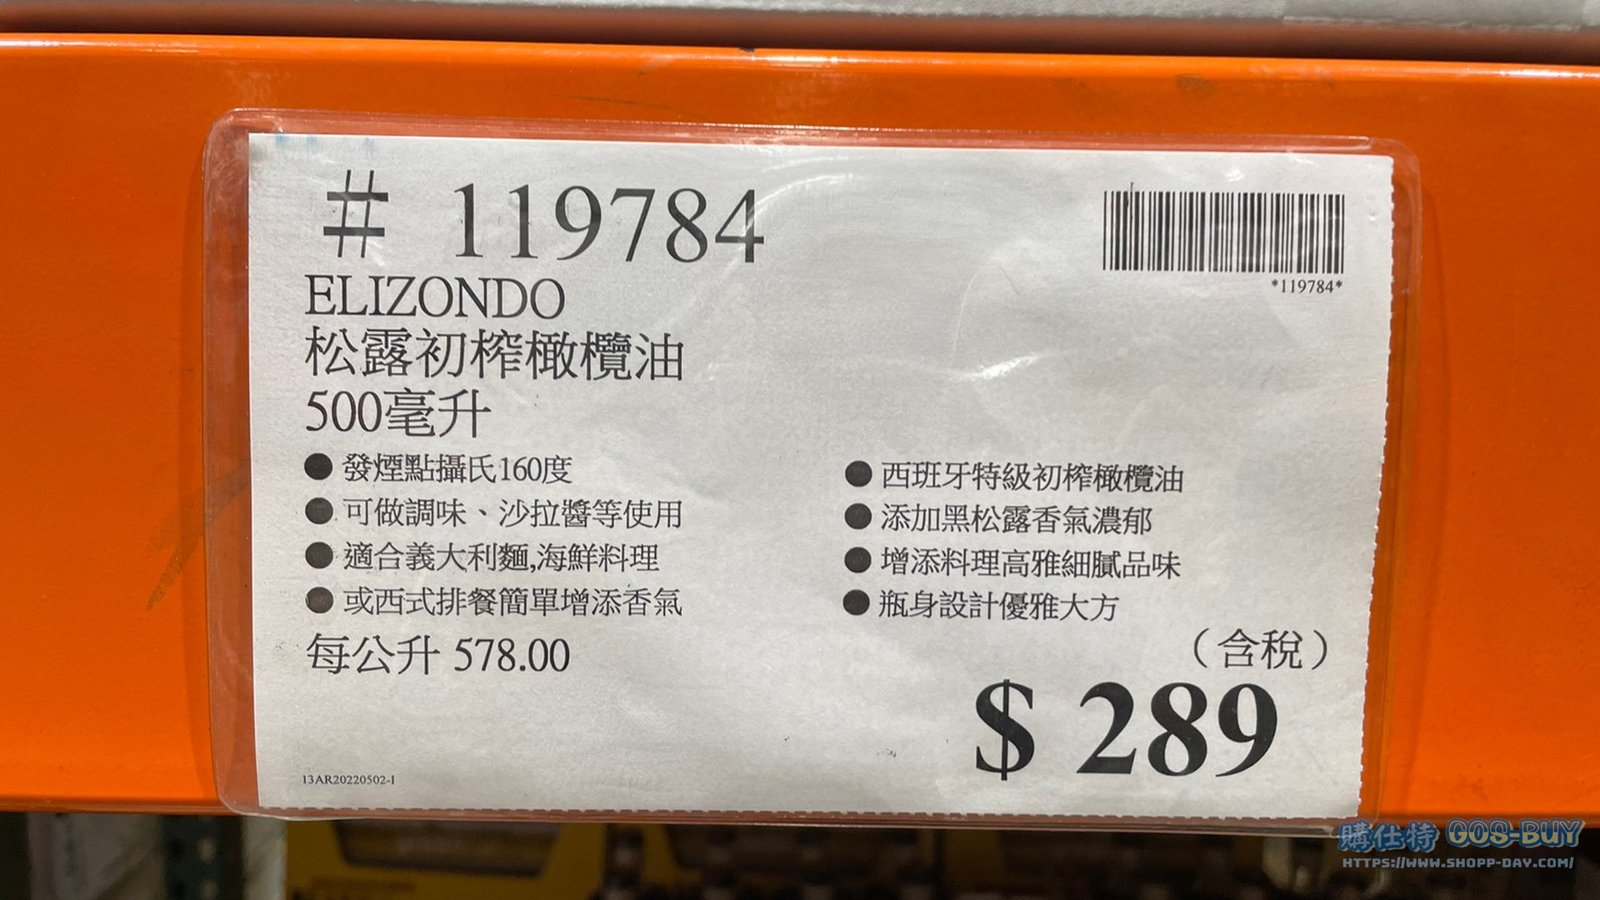 # 119784
*119784*
ELIZONDO
松露初榨橄欖油
500毫升
●發煙點攝氏160度
●可做調味、沙拉醬等使用
●適合義大利麵,海鮮料理
●或西式排餐簡單增添香氣
●西班牙特級初榨橄欖油
●添加黑松露香氣濃郁
●增添料理高雅細膩品味
●瓶身設計優雅大方
每公升 578.00
（含稅）
$ 289
13AR20220502-I
購仕特 GOS-BUY
HTTPS://WWW.SHOPP-DAY.COM/